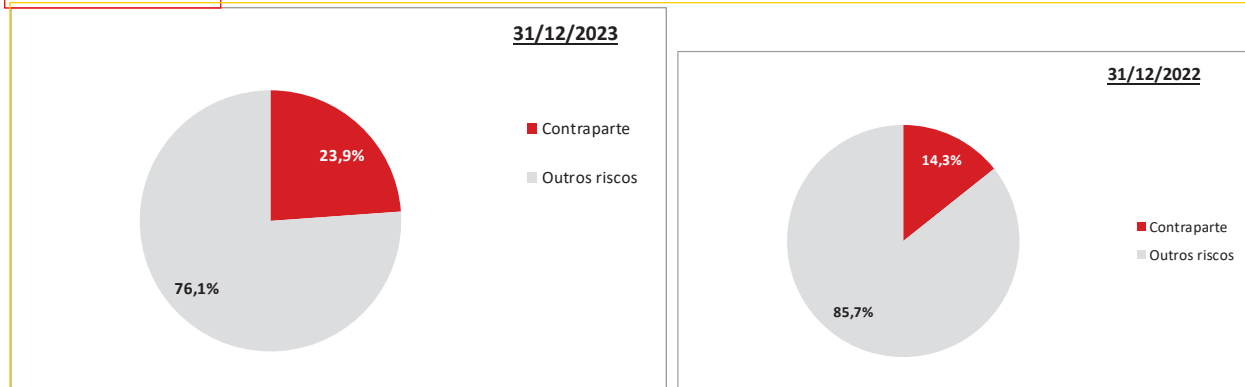 31/12/2023
Contraparte
23,9%
Outros riscos
76,1%
31/12/2022
14,3%
Contraparte
Outros riscos
85,7%